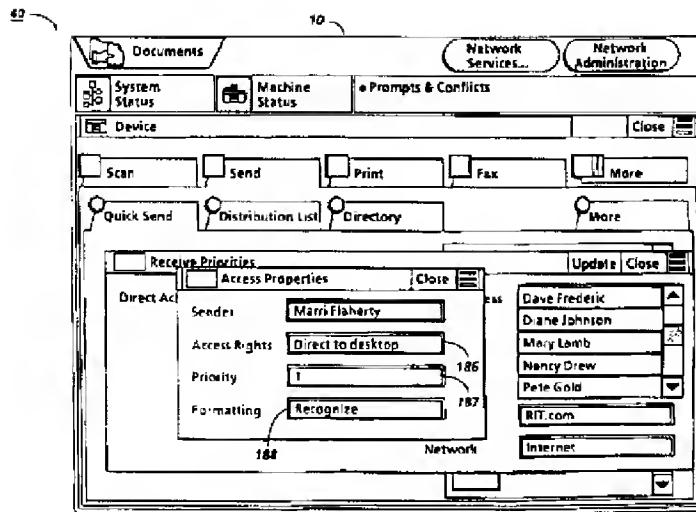 40
10
Documents
Network Services...
Network Administration
System Status
Machine Status
Prompts & Conflicts
Device
Close
Scan
Send
Print
Fax
More
Quick Send
Distribution List
Directory
More
Receive Priorities
Update
Close
Access Properties
Close
Direct
ess
Sender
Marri Flaherty
Access Rights
Direct to desktop
186
Priority
1
187
Formatting
Recognize
188
Network
Dave Frederic
Diane Johnson
Mary Lamb
Nancy Drew
Pete Gold
RIT.com
Internet